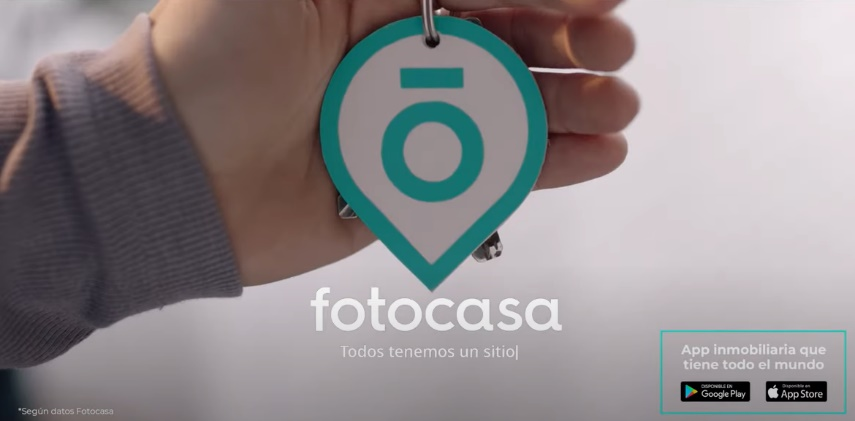 ō
fotocasa
Todos tenemos un sitio|
App inmobiliaria que
tiene todo el mundo
DISPONIBLE EN
Google Play
Disponible en
App Store
*Según datos Fotocasa